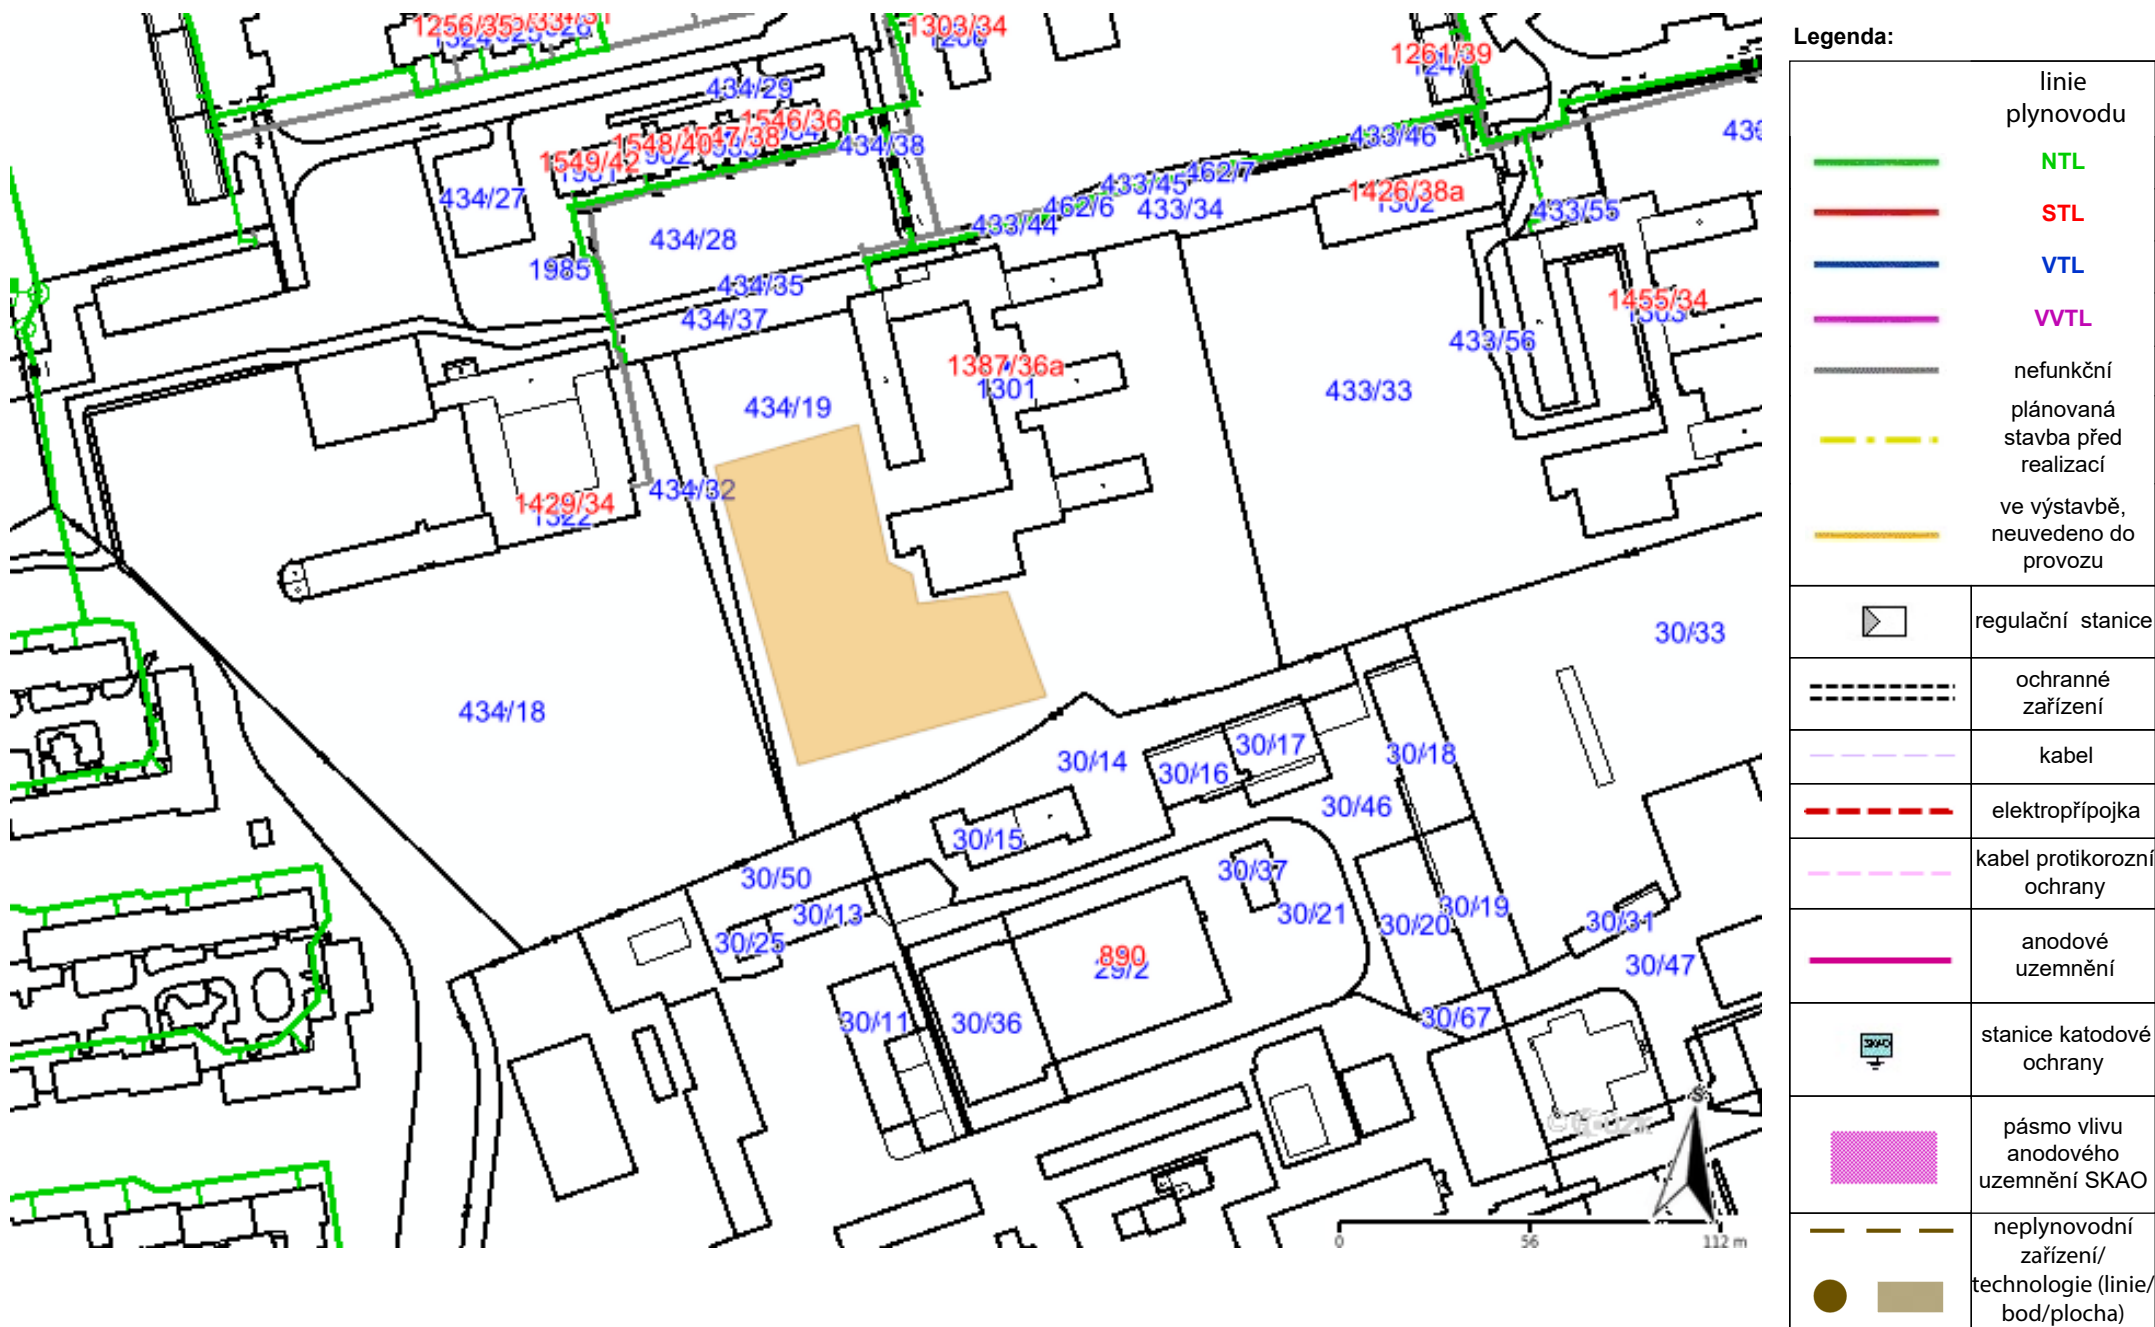 1256/35
1303/34
1261/39
434/29
1546/36
1547/38
1548/40
1549/42
434/38
433/46
462/7
433/45
462/6
433/34
433/44
1426/38a
1302
433/55
434/27
434/28
1985
434/35
434/37
1455/34
1303
433/56
1387/36a
1301
434/19
433/33
434/32
1429/34
1322
30/33
434/18
30/14
30/17
30/16
30/18
30/46
30/15
30/50
30/37
30/13
30/25
30/21
30/20
30/19
30/31
890
29/2
30/47
30/11
30/36
30/67
0
56
112 m
Legenda:
linie
plynovodu
NTL
STL
VTL
VVTL
nefunkční
plánovaná
stavba před
realizací
ve výstavbě,
neuvedeno do
provozu
regulační stanice
ochranné
zařízení
kabel
elektropřípojka
kabel protikorozní
ochrany
anodové
uzemnění
SKAO
stanice katodové
ochrany
pásmo vlivu
anodového
uzemnění SKAO
neplynovodní
zařízení/
technologie (linie/
bod/plocha)